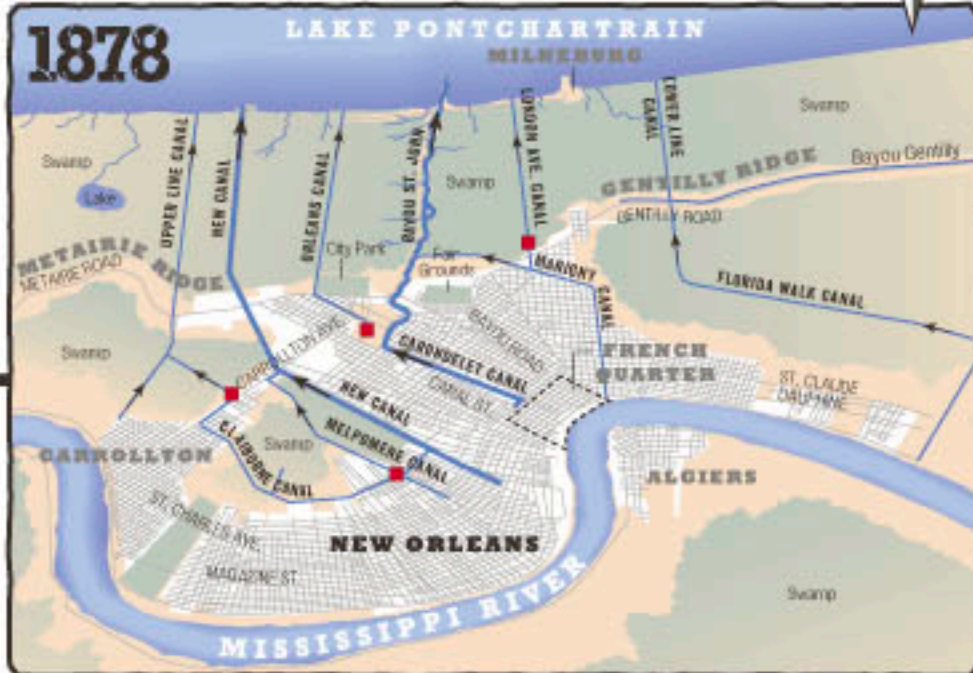 1878
LAKE PONTCHARTRAIN
MILNEBURG
Swamp
Swamp
Lake
UPPER LINE CANAL
NEW CANAL
ORLEANS CANAL
BAYOU ST. JOHN
Swamp
LONDON AVE. CANAL
LOWER LINE
CANAL
GENTILLY RIDGE
Bayou Gentilly
GENTILLY ROAD
METAIRIE RIDGE
METAIRIE ROAD
City Park
Fair
Grounds
MARIGNY
CANAL
FLORIDA WALK CANAL
Swamp
CARROLLTON AVE.
BAYOU ROAD
CARONDELET CANAL
CANAL ST.
FRENCH
QUARTER
ST. CLAUDE
DAUPHINE
NEW CANAL
MELPOMENE CANAL
Swamp
CLAIBORNE CANAL
CARROLLTON
ALGIERS
ST. CHARLES AVE.
NEW ORLEANS
MAGAZINE ST.
MISSISSIPPI RIVER
Swamp